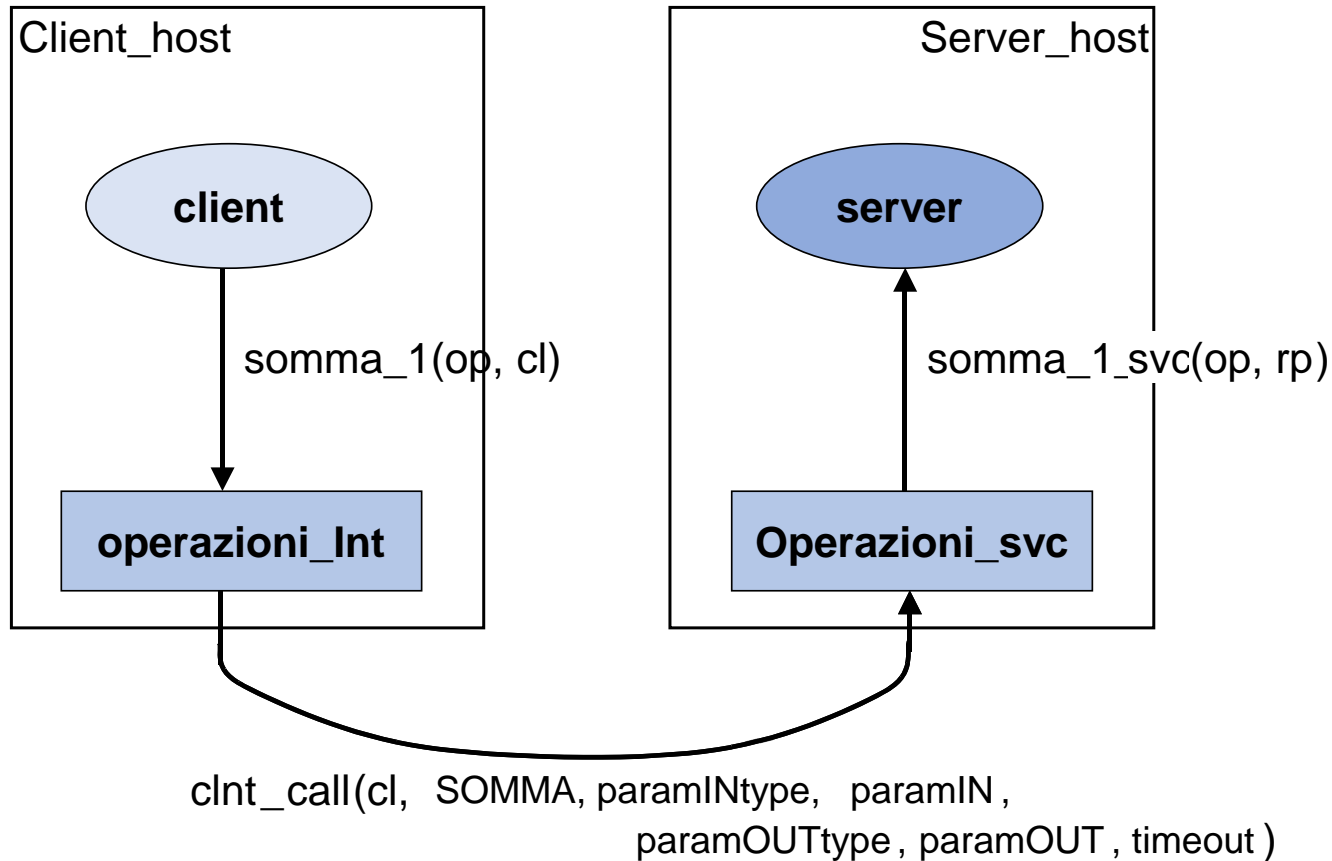 Client_host
Server_host
client
server
somma_1(op, cl)
somma_1_svc(op, rp)
operazioni_Int
Operazioni_svc
clnt_call(cl, SOMMA, paramINtype, paramIN,
paramOUTtype, paramOUT, timeout)